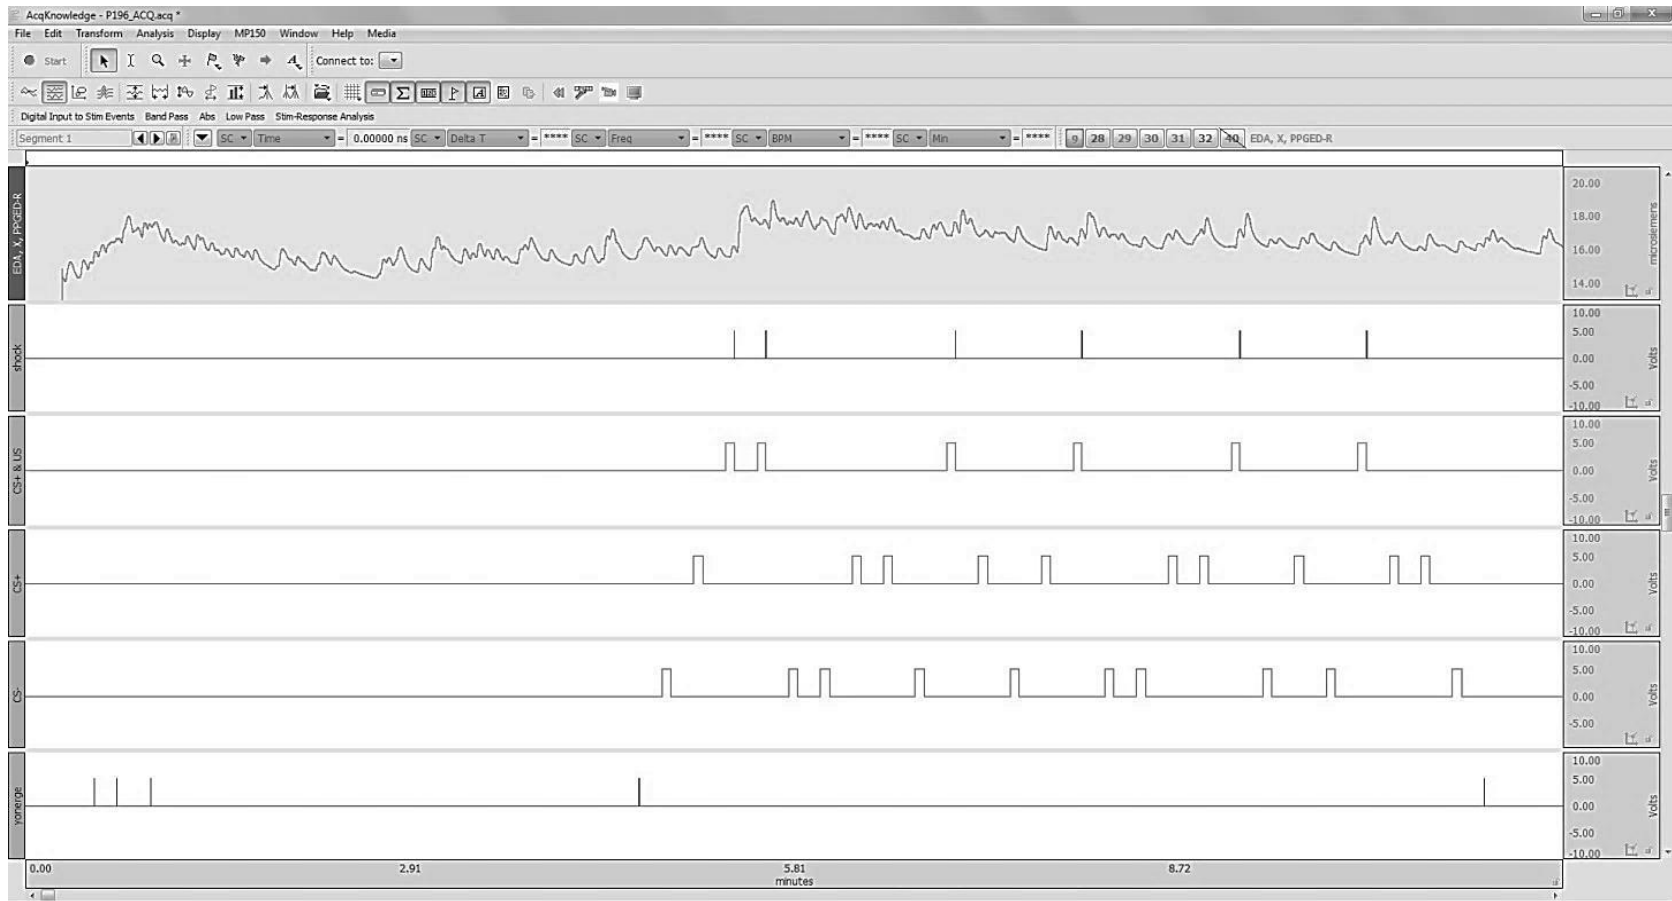 AcqKnowledge - P196_ACQ.acq *
File Edit Transform Analysis Display MP150 Window Help Media
Start Connect to:
Digital Input to Stim Events Band Pass Abs Low Pass Stim-Response Analysis
Segment 1 SC Time = 0.00000 ns SC Delta T = **** SC Freq = **** SC BPM = **** SC Min = **** 9 28 29 30 31 32 40 EDA, X, PPGED-R
EDA, X, PPGED-R
20.00
18.00
16.00
14.00
microsiemens
shock
10.00
5.00
0.00
-5.00
-10.00
Volts
CS+ & US
10.00
5.00
0.00
-5.00
-10.00
Volts
CS+
10.00
5.00
0.00
-5.00
-10.00
Volts
CS-
10.00
5.00
0.00
-5.00
Volts
yonerge
10.00
5.00
0.00
-5.00
-10.00
Volts
0.00 2.91 5.81 8.72
minutes